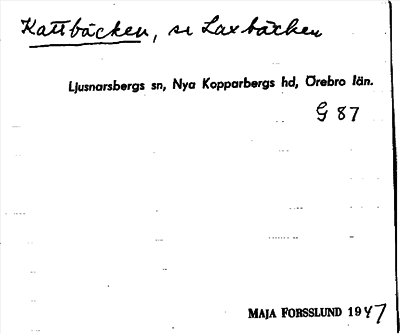 Kattbäcken, se Laxbäcken
Ljusnarsbergs sn, Nya Kopparbergs hd, Örebro län.
G 87
MAJA FORSSLUND 1947